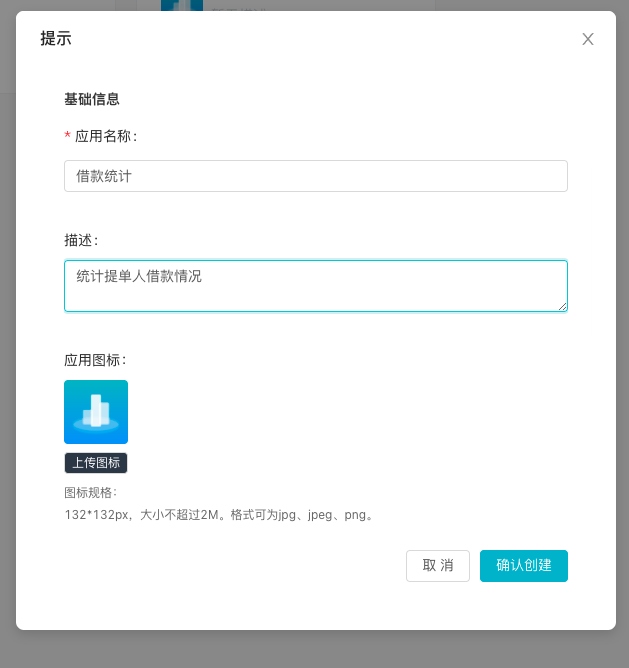 提示
基础信息
* 应用名称：
借款统计
描述：
统计提单人借款情况
应用图标：
上传图标
图标规格：
132*132px，大小不超过2M。格式可为jpg、jpeg、png。
取 消
确认创建